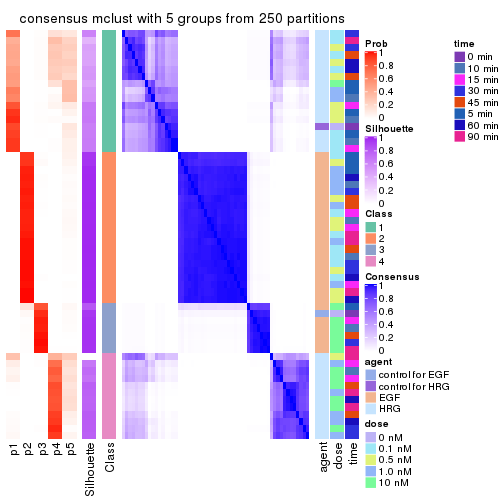 consensus mclust with 5 groups from 250 partitions
Prob
1
0.8
0.6
0.4
0.2
0
Silhouette
1
0.8
0.6
0.4
0.2
0
Class
1
2
3
4
Consensus
1
0.8
0.6
0.4
0.2
0
agent
control for EGF
control for HRG
EGF
HRG
dose
0 nM
0.1 nM
0.5 nM
1.0 nM
10 nM
time
0 min
10 min
15 min
30 min
45 min
5 min
60 min
90 min
p1
p2
p3
p4
p5
Silhouette
Class
agent
dose
time